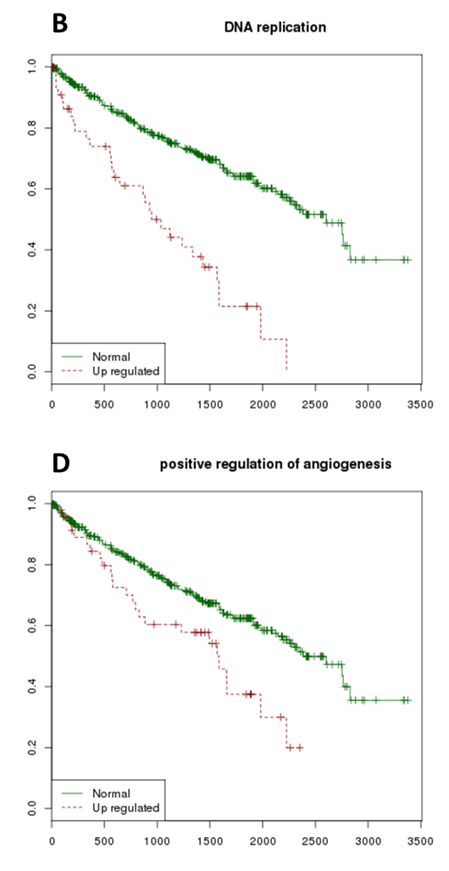 B
DNA replication
1.0
0.8
0.6
0.4
0.2
0.0
Normal
Up regulated
0 500 1000 1500 2000 2500 3000 3500
D
positive regulation of angiogenesis
1.0
0.8
0.6
0.4
0.2
0.0
Normal
Up regulated
0 500 1000 1500 2000 2500 3000 3500